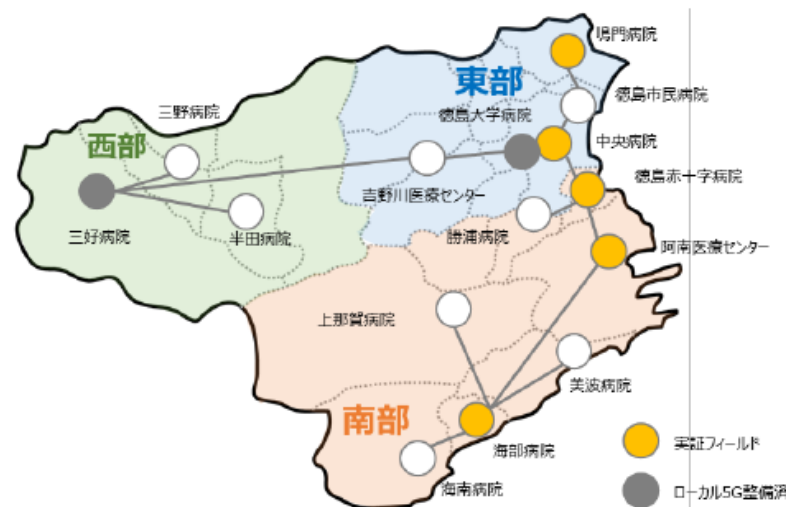 鳴門病院
東部
徳島市民病院
三野病院
徳島大学病院
中央病院
西部
徳島赤十字病院
吉野川医療センター
三好病院
半田病院
勝浦病院
阿南医療センター
上那賀病院
美波病院
南部
実証フィールド
海部病院
海南病院
ローカル5G整備済